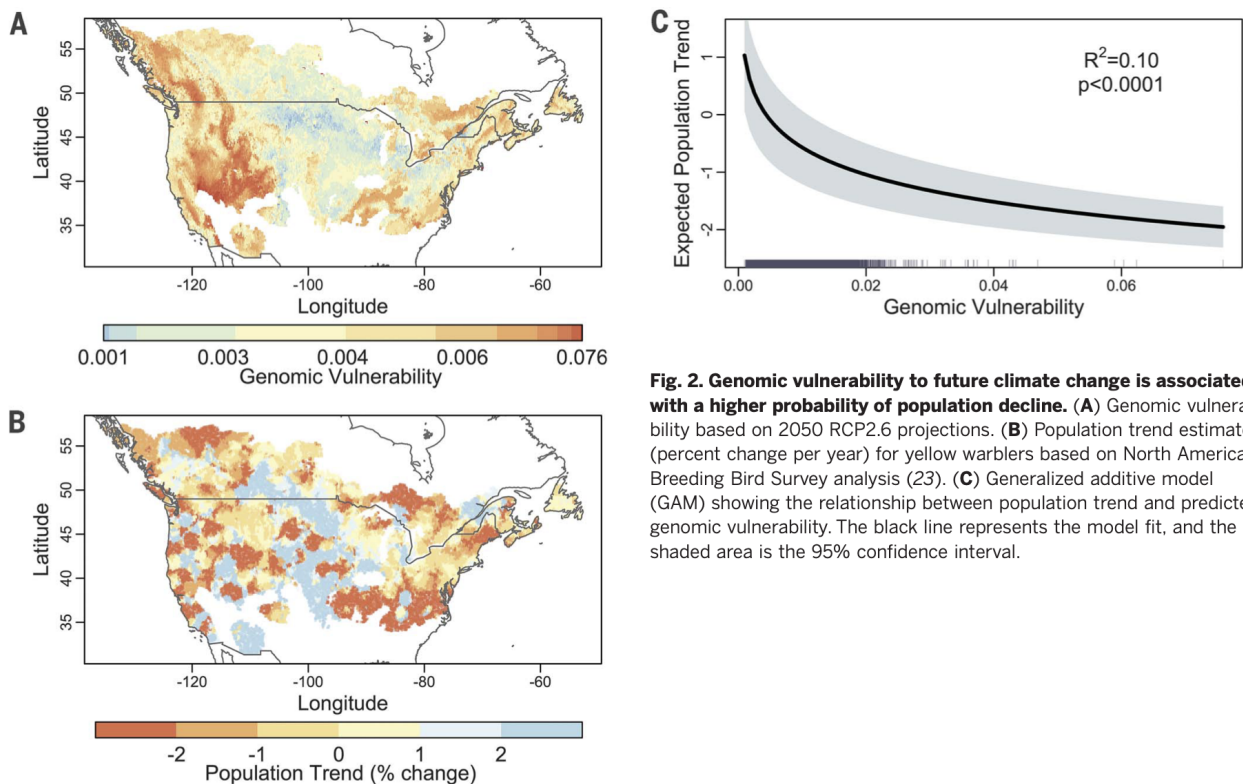 A
55
50
45
40
35
Latitude
-120
-100
-80
-60
Longitude
0.001
0.003
0.004
0.006
0.076
Genomic Vulnerability
B
55
50
45
40
35
Latitude
-120
-100
-80
-60
Longitude
-2
-1
0
1
2
Population Trend (% change)
C
Expected Population Trend
1
0
-1
-2
R²=0.10
p<0.0001
0.00
0.02
0.04
0.06
Genomic Vulnerability
Fig. 2. Genomic vulnerability to future climate change is associate
with a higher probability of population decline. (A) Genomic vulnera
bility based on 2050 RCP2.6 projections. (B) Population trend estimat
(percent change per year) for yellow warblers based on North America
Breeding Bird Survey analysis (23). (C) Generalized additive model
(GAM) showing the relationship between population trend and predicte
genomic vulnerability. The black line represents the model fit, and the
shaded area is the 95% confidence interval.